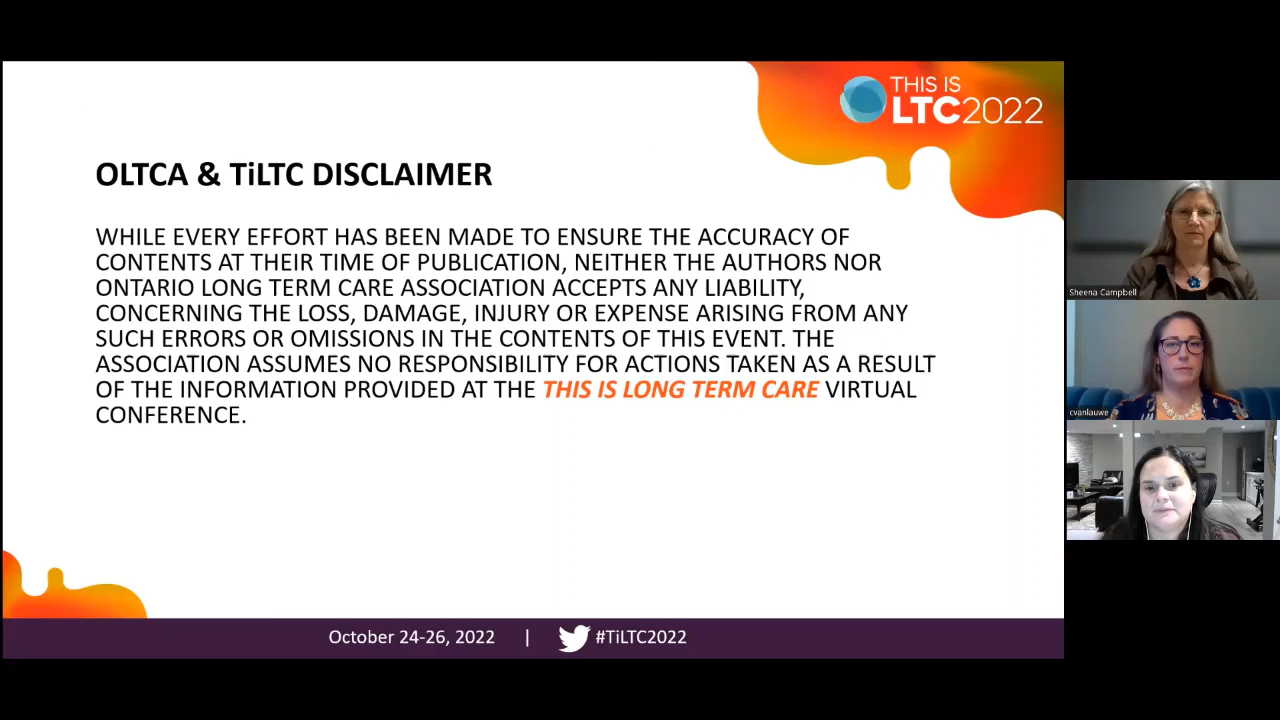 THIS IS
LTC2022
OLTCA & TiLTC DISCLAIMER
WHILE EVERY EFFORT HAS BEEN MADE TO ENSURE THE ACCURACY OF
CONTENTS AT THEIR TIME OF PUBLICATION, NEITHER THE AUTHORS NOR
ONTARIO LONG TERM CARE ASSOCIATION ACCEPTS ANY LIABILITY,
CONCERNING THE LOSS, DAMAGE, INJURY OR EXPENSE ARISING FROM ANY
SUCH ERRORS OR OMISSIONS IN THE CONTENTS OF THIS EVENT. THE
ASSOCIATION ASSUMES NO RESPONSIBILITY FOR ACTIONS TAKEN AS A RESULT
OF THE INFORMATION PROVIDED AT THE THIS IS LONG TERM CARE VIRTUAL
CONFERENCE.
October 24-26, 2022 | #TiLTC2022
Sheena Campbell
cvanlauwe